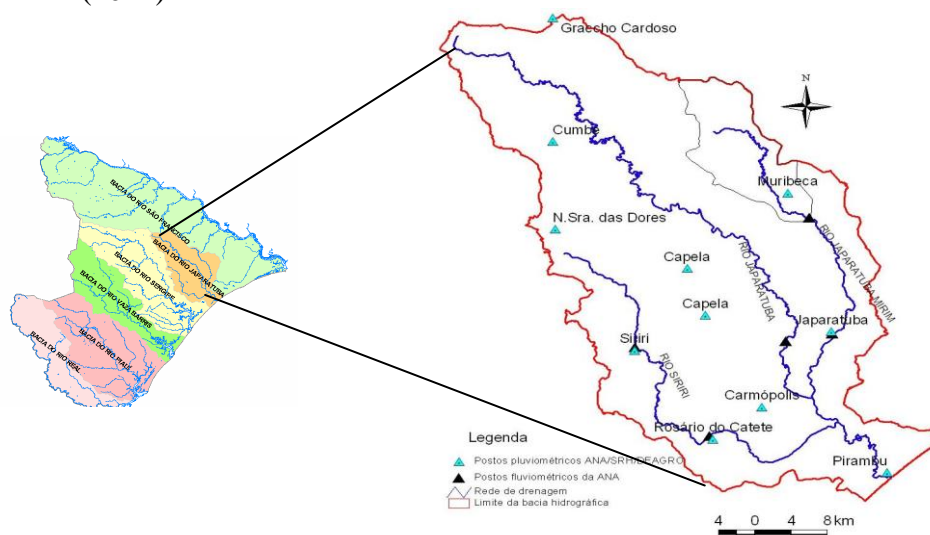 Graccho Cardoso
N
Cumbe
Muribeca
N.Sra. das Dores
RIO JAPARATUBA MIRIM
RIO JAPARATUBA
Capela
Capela
Japaratuba
Siriri
RIO SIRIRI
Carmópolis
Rosário do Catete
Pirambu
BACIA DO RIO SÃO FRANCISCO
BACIA DO RIO JAPARATUBA
BACIA DO RIO SERGIPE
BACIA DO RIO VAZA BARRIS
BACIA DO RIO PIAUÍ
BACIA DO RIO REAL
Legenda
Postos pluviométricos ANA/SRH/DEAGRO
Postos fluviométricos da ANA
Rede de drenagem
Limite da bacia hidrográfica
4 0 4 8 km